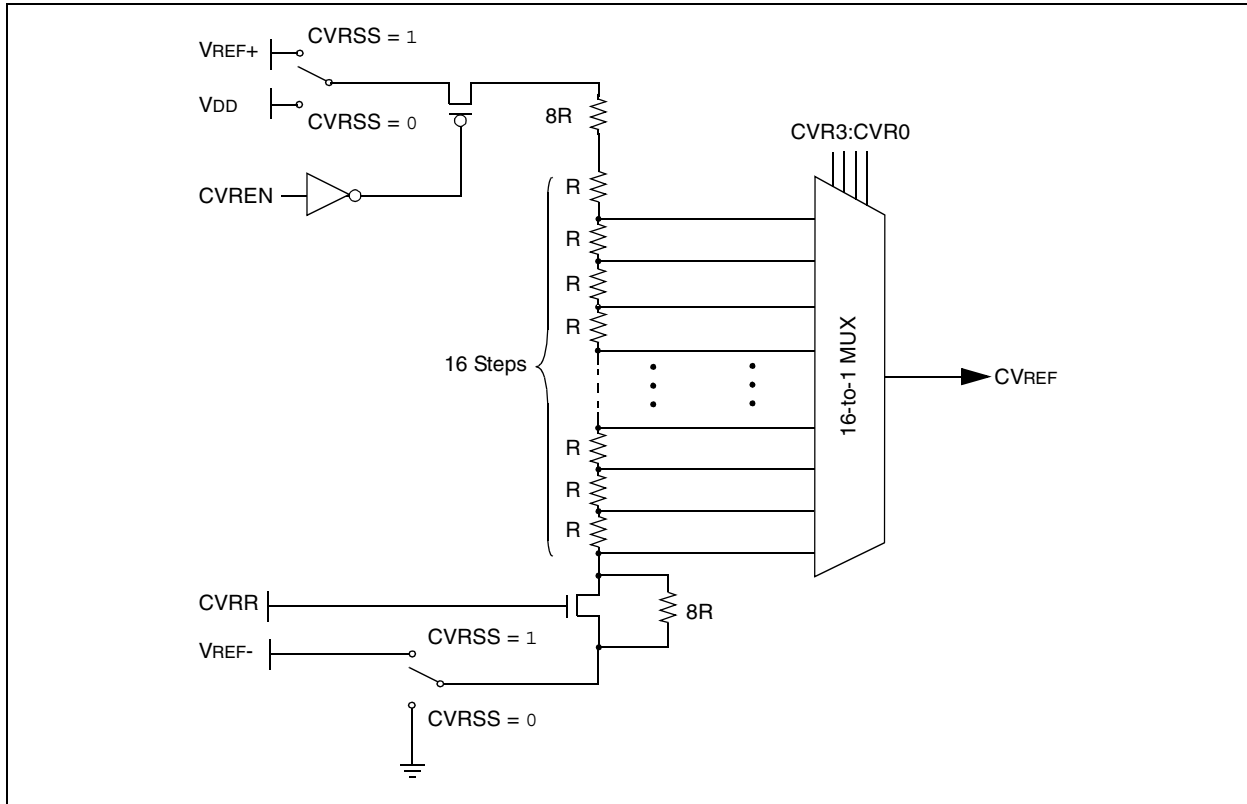 CVRSS = 1
VREF+
VDD
CVRSS = 0
8R
CVR3:CVR0
CVREN
R
R
R
R
16 Steps
16-to-1 MUX
CVREF
R
R
R
CVRR
8R
CVRSS = 1
VREF-
CVRSS = 0